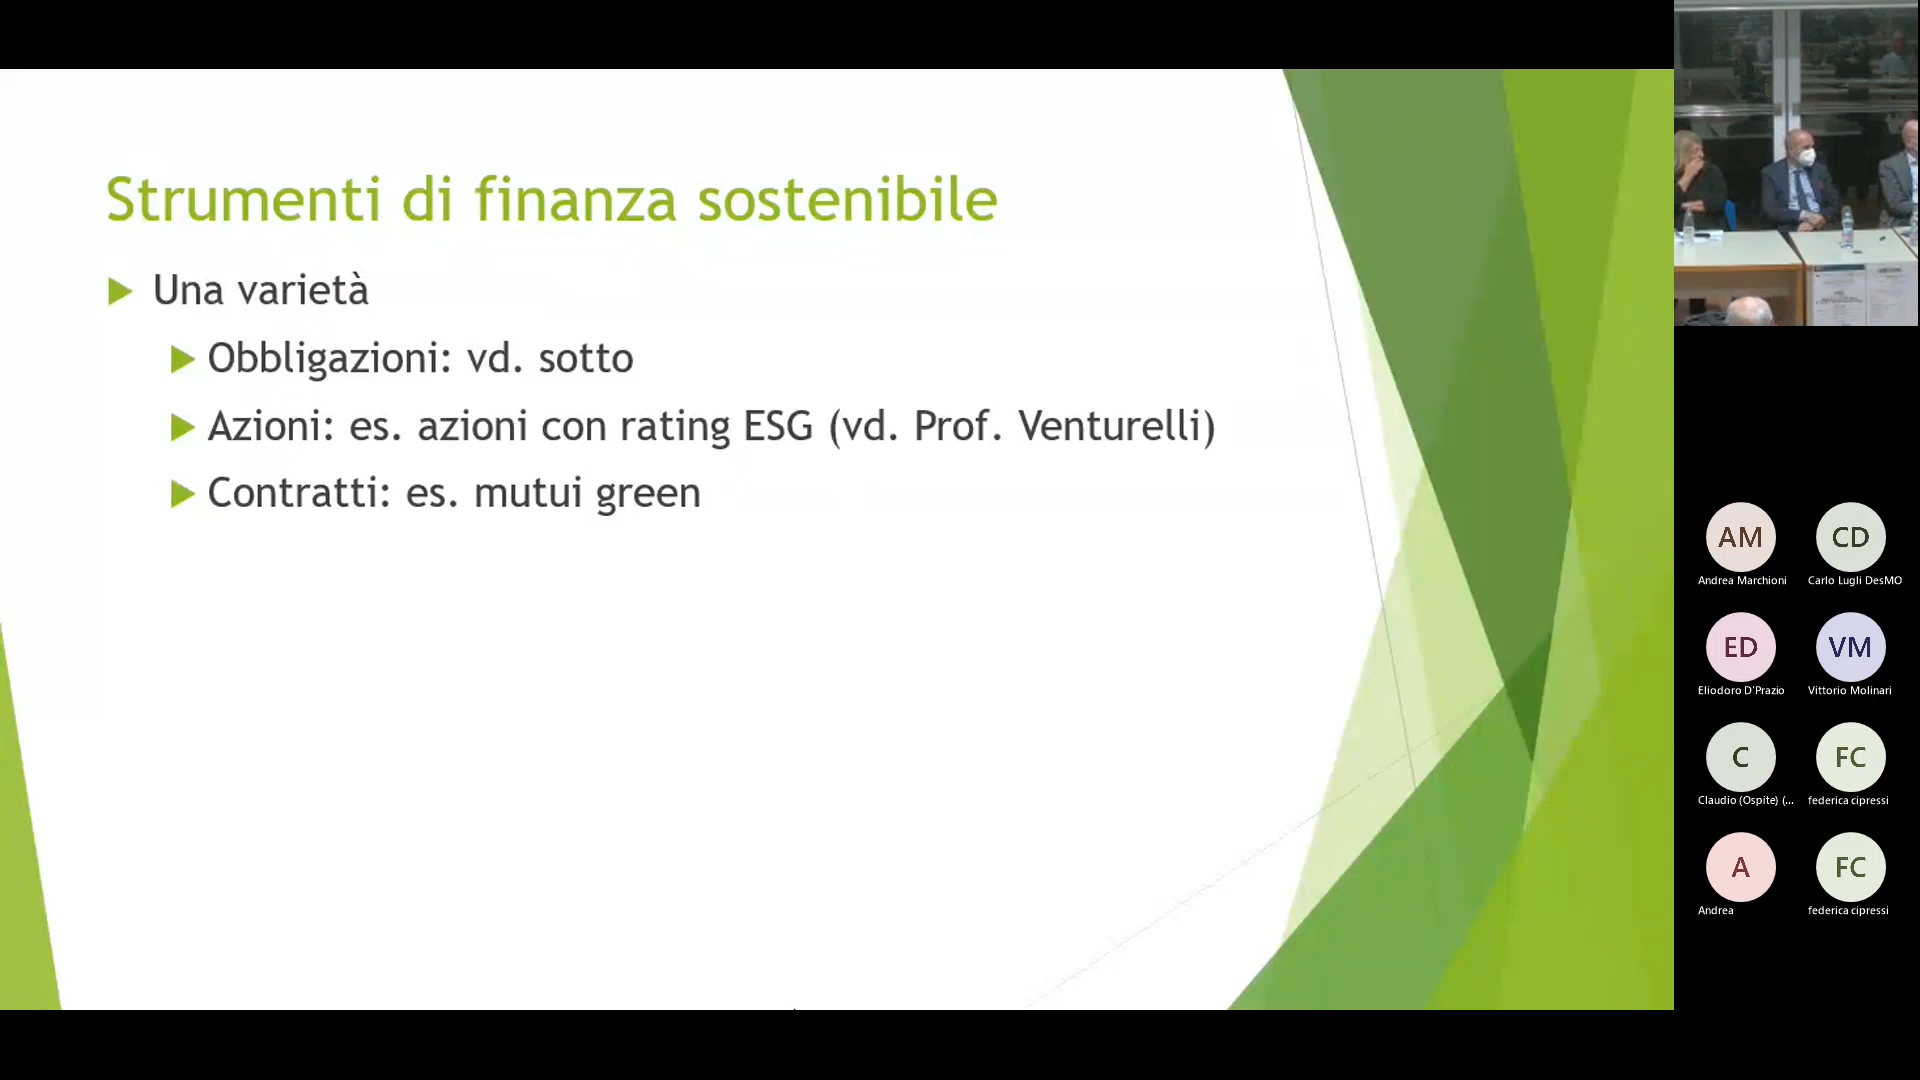 Strumenti di finanza sostenibile
Una varietà
Obbligazioni: vd. sotto
Azioni: es. azioni con rating ESG (vd. Prof. Venturelli)
Contratti: es. mutui green
AM
Andrea Marchioni
CD
Carlo Lugli DesMO
ED
Eliodoro D'Prazio
VM
Vittorio Molinari
C
Claudio (Ospite) (...
FC
federica cipressi
A
Andrea
FC
federica cipressi